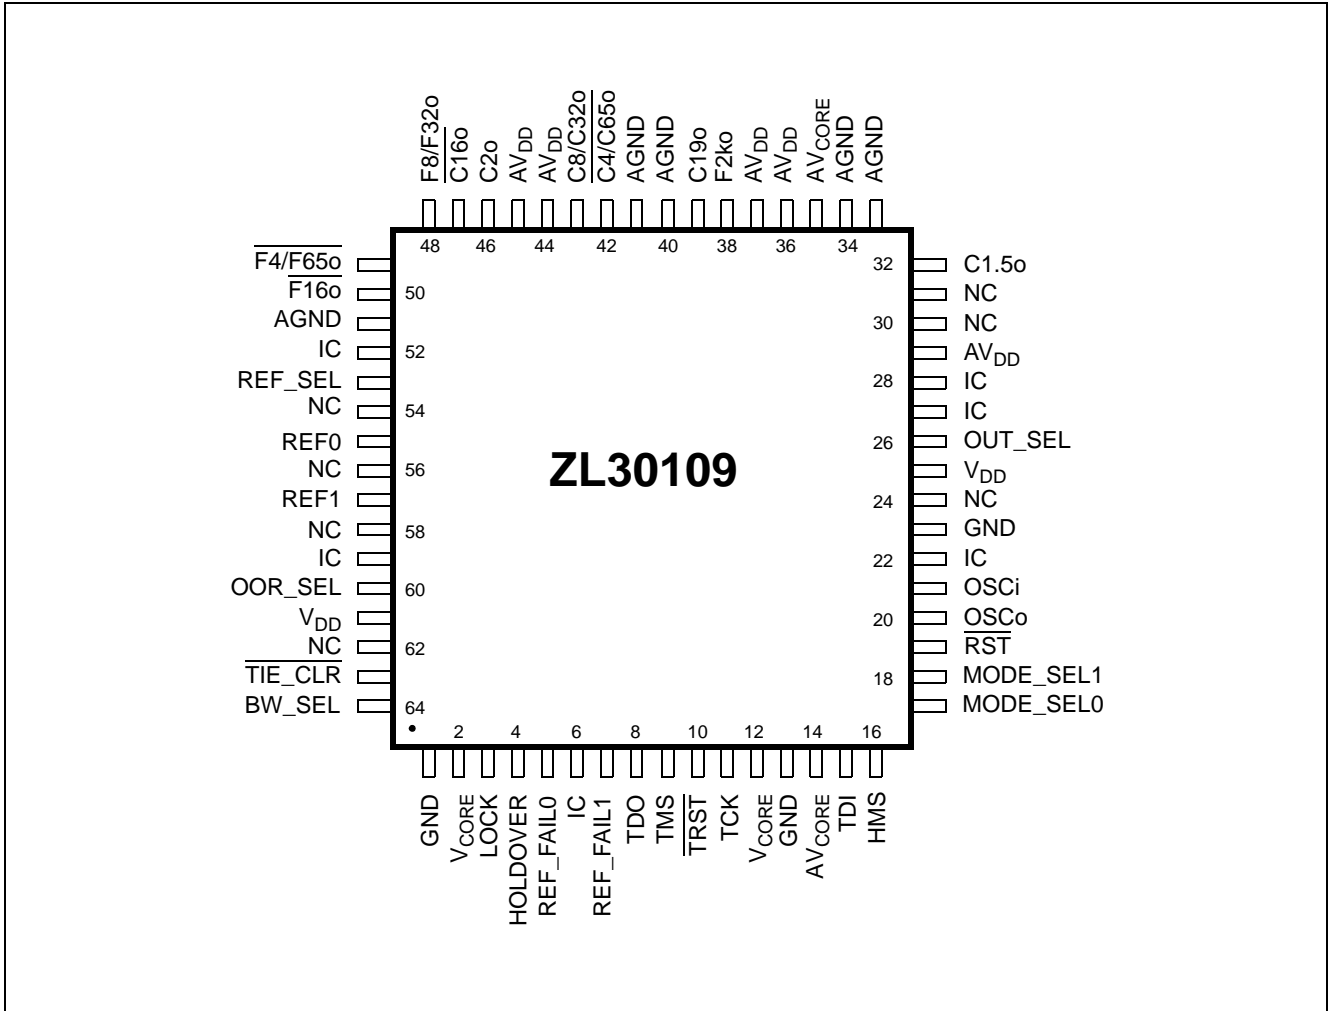 F8/F32o
C16o
C2o
AVDD
AVDD
C8/C32o
C4/C65o
AGND
AGND
C19o
F2ko
AVDD
AVDD
AVCORE
AGND
AGND
48 46 44 42 40 38 36 34
F4/F65o
F16o 50
AGND
IC 52
REF_SEL
NC 54
REF0
NC 56
REF1
NC 58
IC
OOR_SEL 60
VDD
NC 62
TIE_CLR
BW_SEL 64
ZL30109
32 C1.5o
NC
30 NC
AVDD
28 IC
IC
26 OUT_SEL
VDD
24 NC
GND
22 IC
OSCi
20 OSCo
RST
18 MODE_SEL1
MODE_SEL0
2 4 6 8 10 12 14 16
GND
VCORE
LOCK
HOLDOVER
REF_FAIL0
IC
REF_FAIL1
TDO
TMS
TRST
TCK
VCORE
GND
AVCORE
TDI
HMS